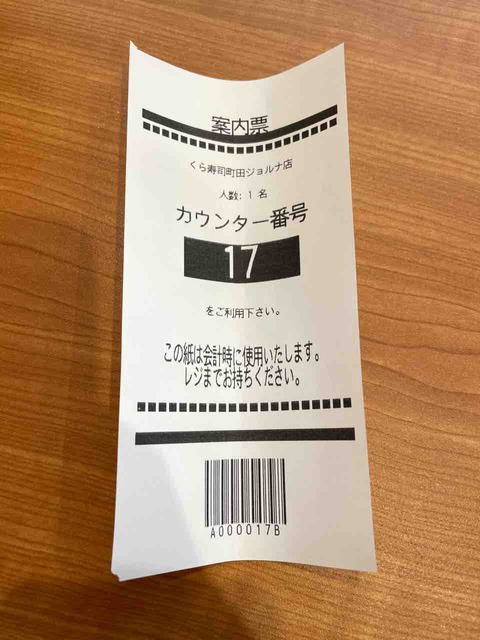 案内票
くら寿司町田ジョルナ店
人数: 1 名
カウンター番号
17
をご利用下さい。
この紙は会計時に使用いたします。
レジまでお持ちください。
A000017B